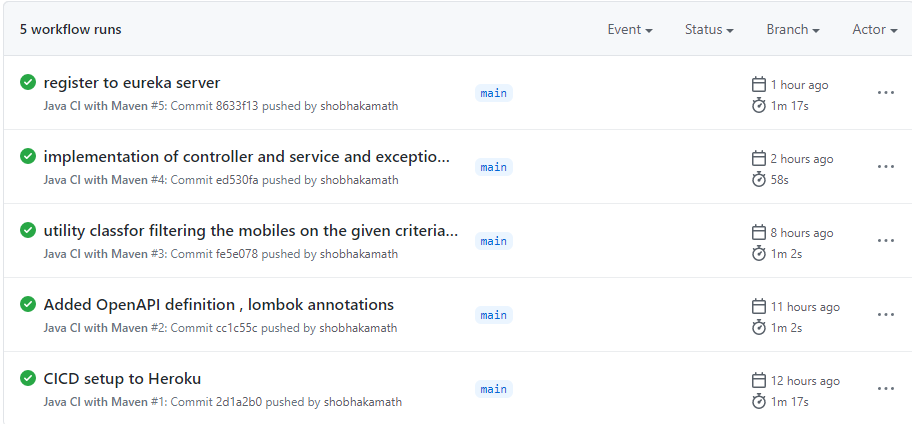 5 workflow runs
Event Status Branch Actor
register to eureka server
Java CI with Maven #5: Commit 8633f13 pushed by shobhakamath
main
1 hour ago
1m 17s
implementation of controller and service and exceptio…
Java CI with Maven #4: Commit ed530fa pushed by shobhakamath
main
2 hours ago
58s
utility classfor filtering the mobiles on the given criteria…
Java CI with Maven #3: Commit fe5e078 pushed by shobhakamath
main
8 hours ago
1m 2s
Added OpenAPI definition , lombok annotations
Java CI with Maven #2: Commit cc1c55c pushed by shobhakamath
main
11 hours ago
1m 2s
CICD setup to Heroku
Java CI with Maven #1: Commit 2d1a2b0 pushed by shobhakamath
main
12 hours ago
1m 17s